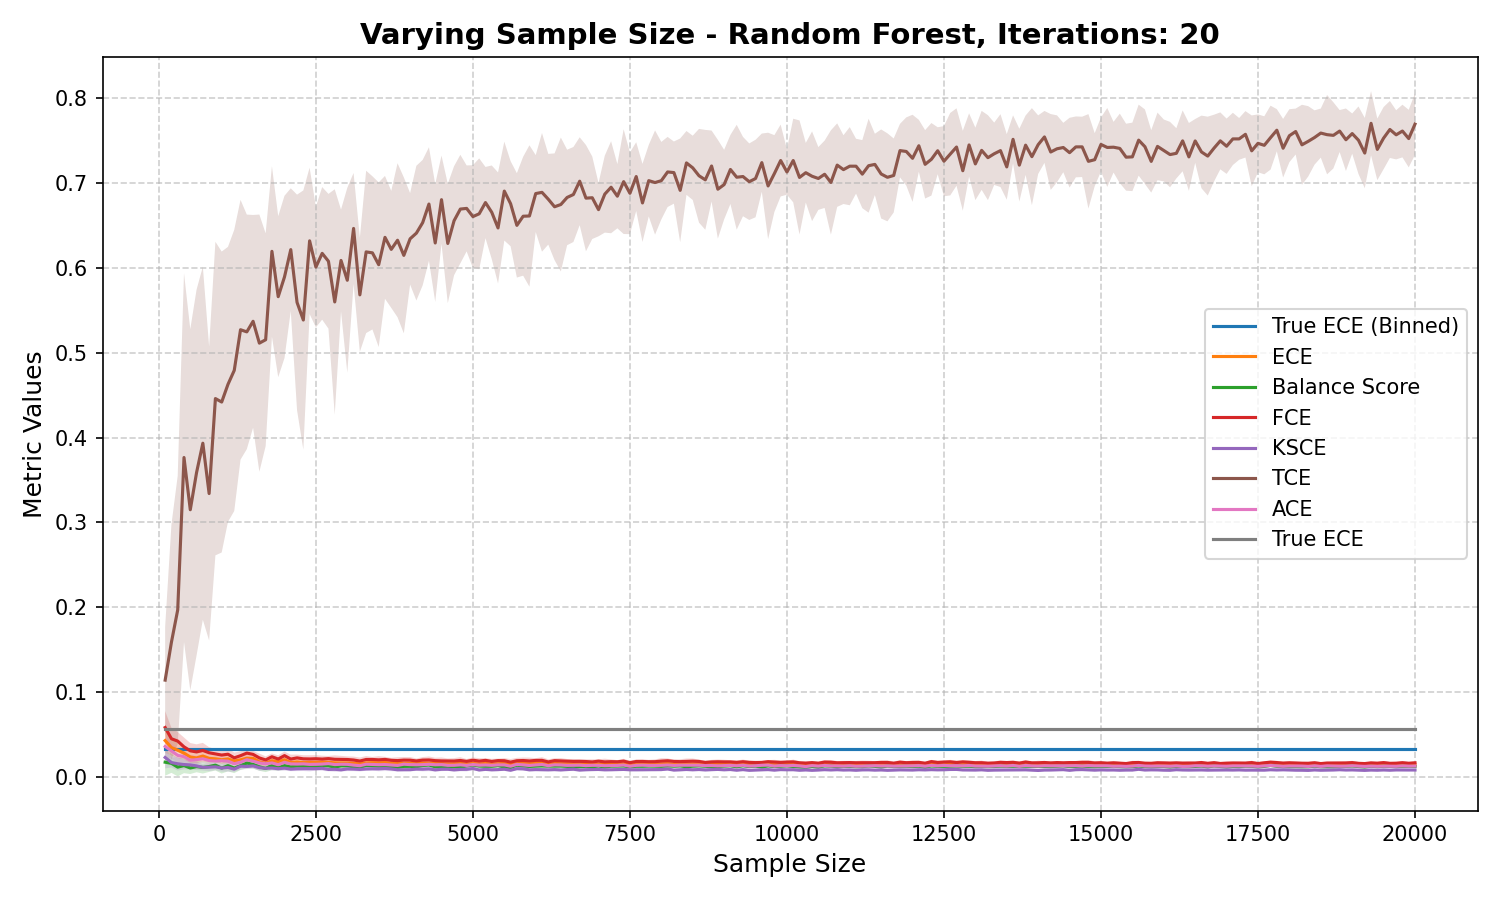 Varying Sample Size - Random Forest, Iterations: 20
Metric Values
0.8
0.7
0.6
0.5
0.4
0.3
0.2
0.1
0.0
True ECE (Binned)
ECE
Balance Score
FCE
KSCE
TCE
ACE
True ECE
0 2500 5000 7500 10000 12500 15000 17500 20000
Sample Size